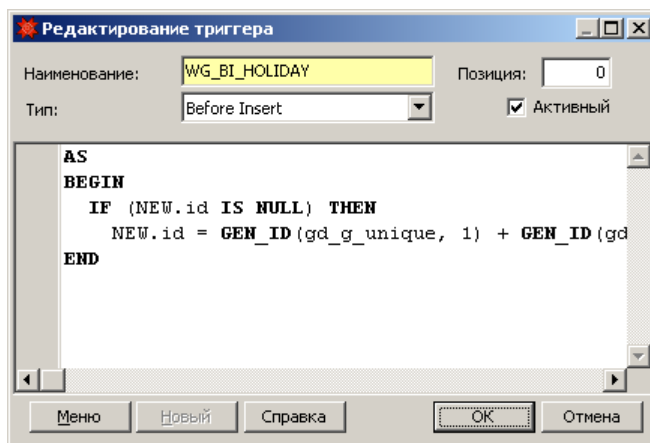 Редактирование триггера
Наименование: WG_BI_HOLIDAY Позиция: 0
Тип: Before Insert Активный
AS
BEGIN
IF (NEW.id IS NULL) THEN
NEW.id = GEN_ID(gd_g_unique, 1) + GEN_ID(gd
END
Меню Новый Справка OK Отмена